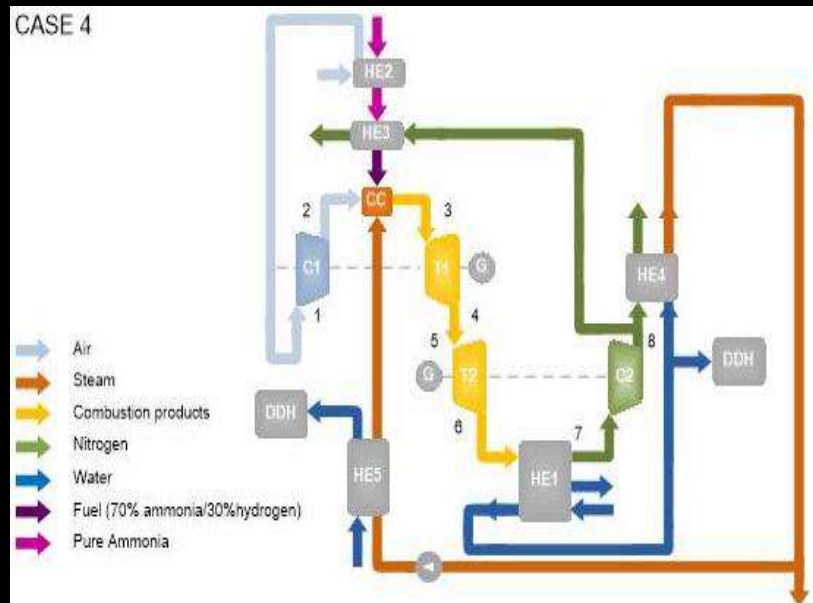 CASE 4
HE2
HE3
CC
2
3
C1
T1
G
HE4
1
4
5
8
G
T2
C2
DDH
6
7
DDH
HE5
HE1
Air
Steam
Combustion products
Nitrogen
Water
Fuel (70% ammonia/30%hydrogen)
Pure Ammonia